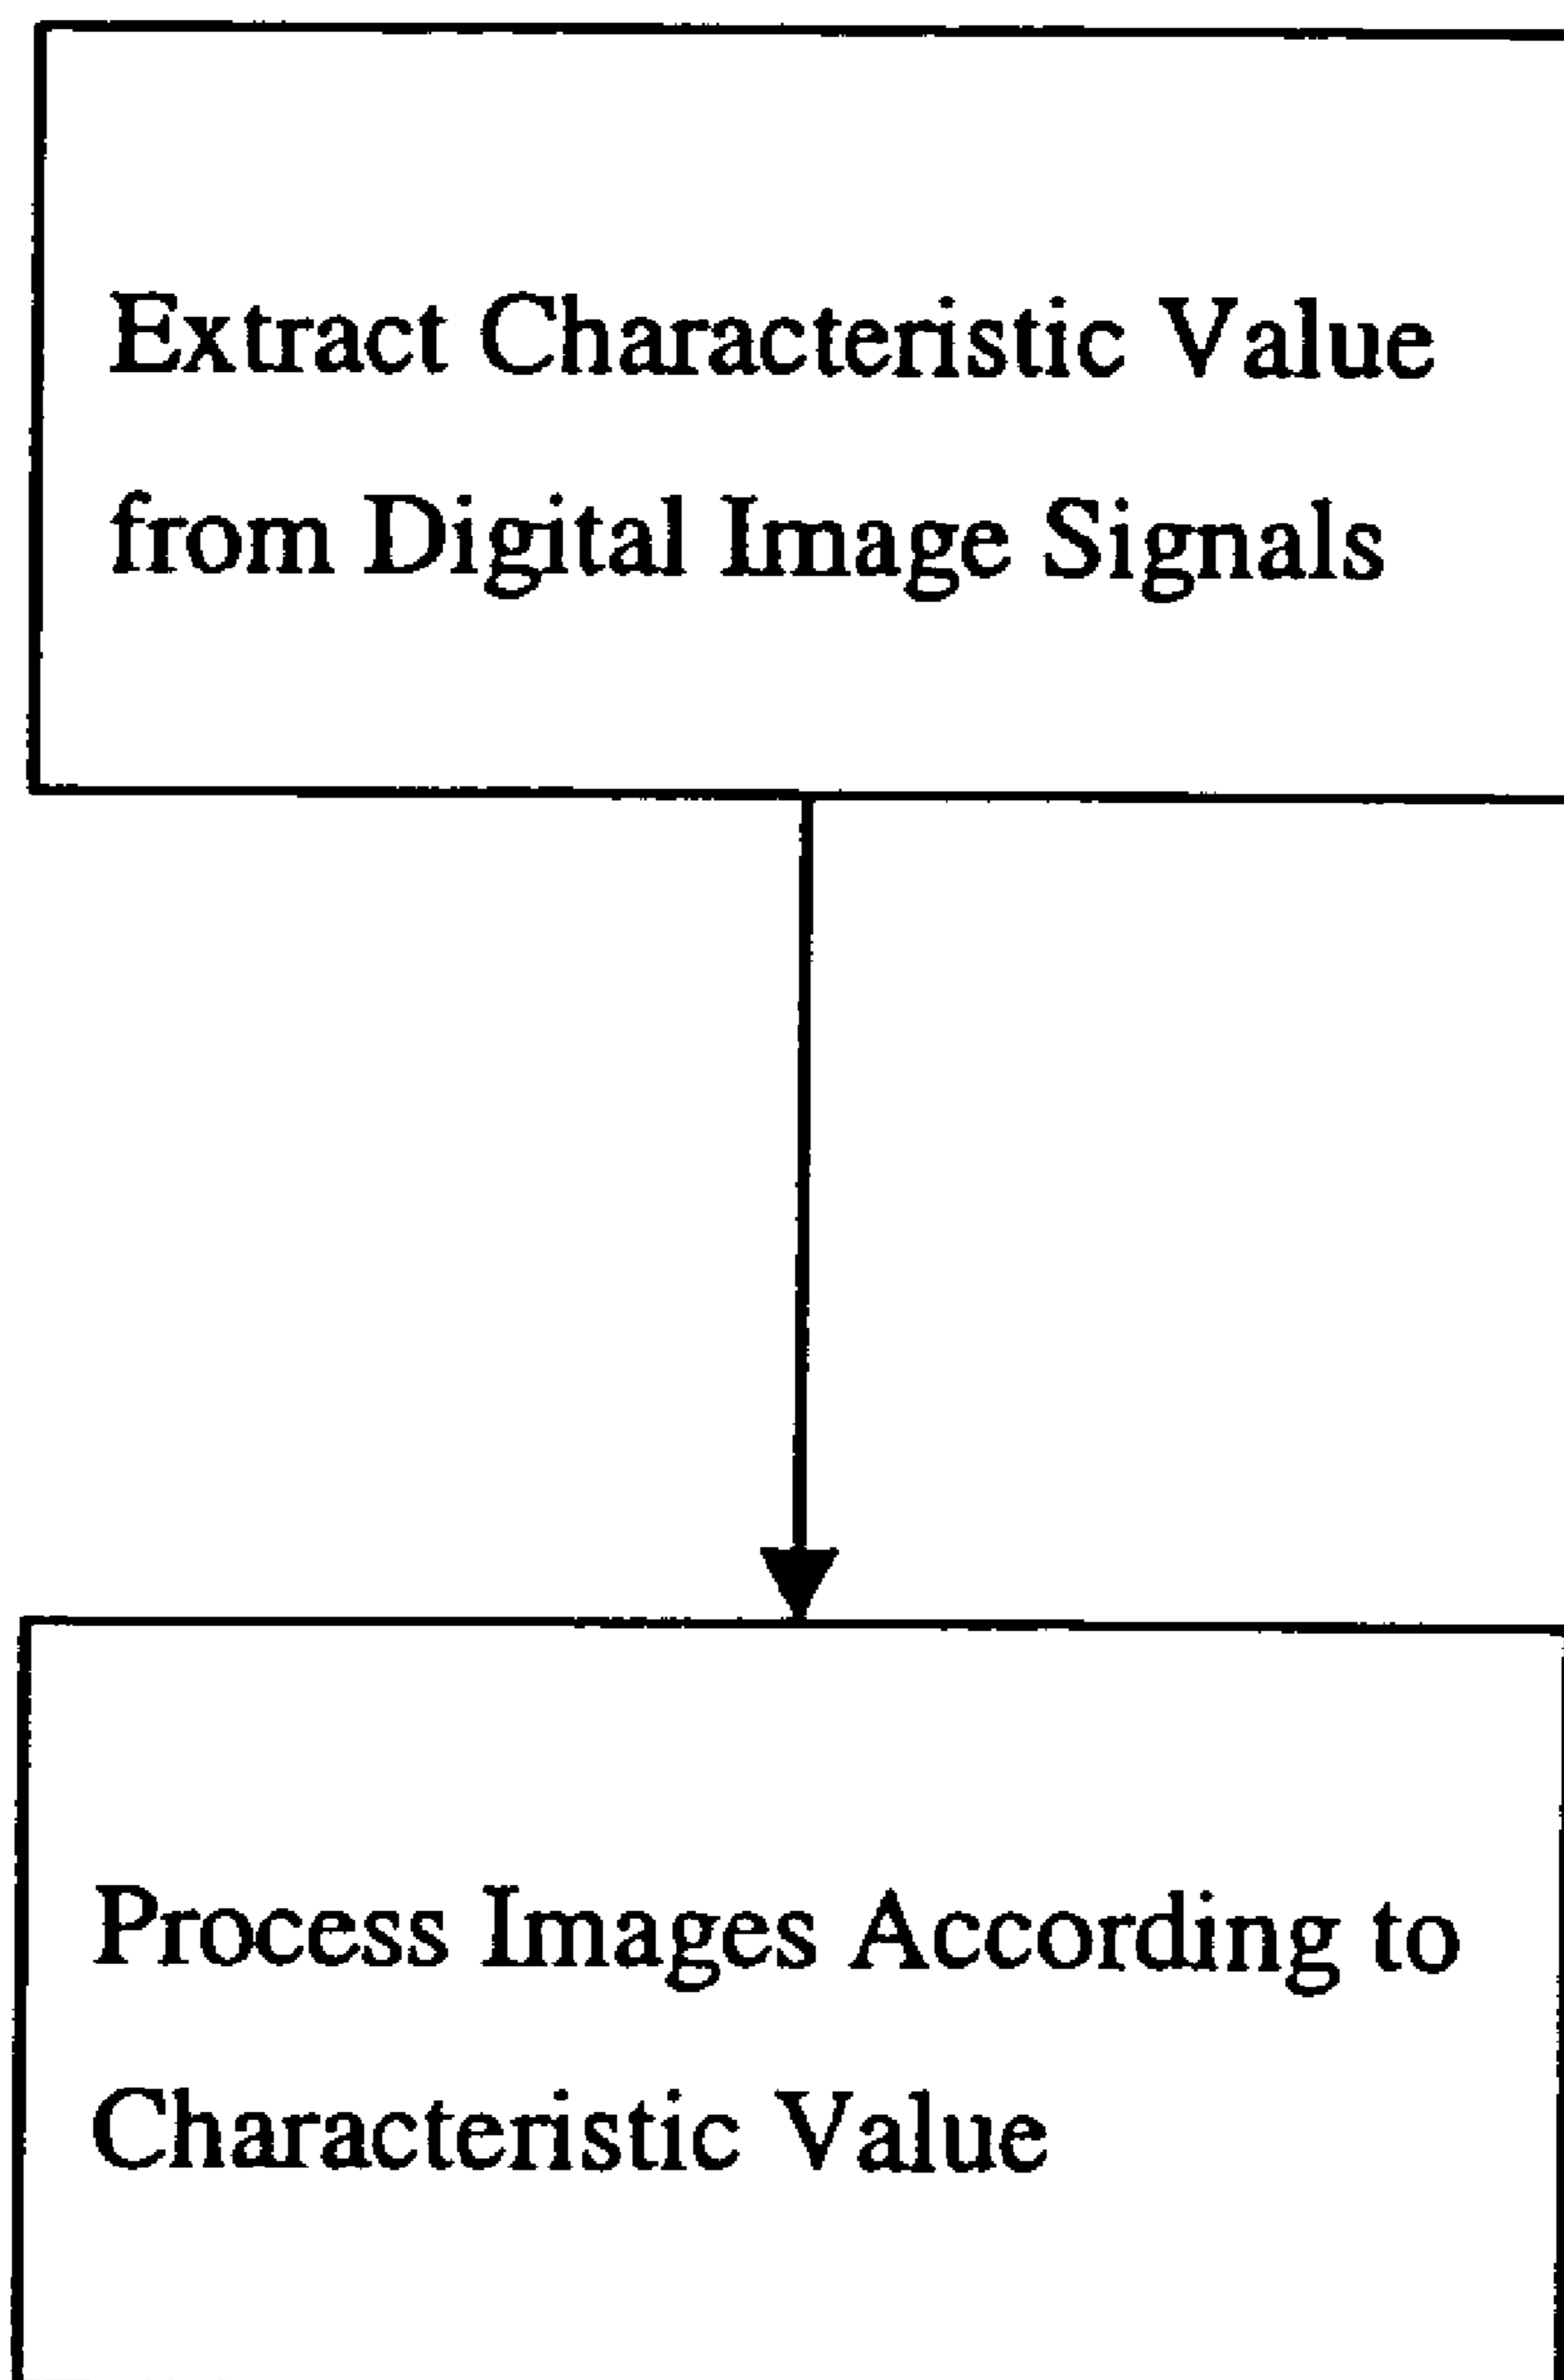 Extract Characteristic Value
from Digital Image Signals
Process Images According to
Characteristic Value